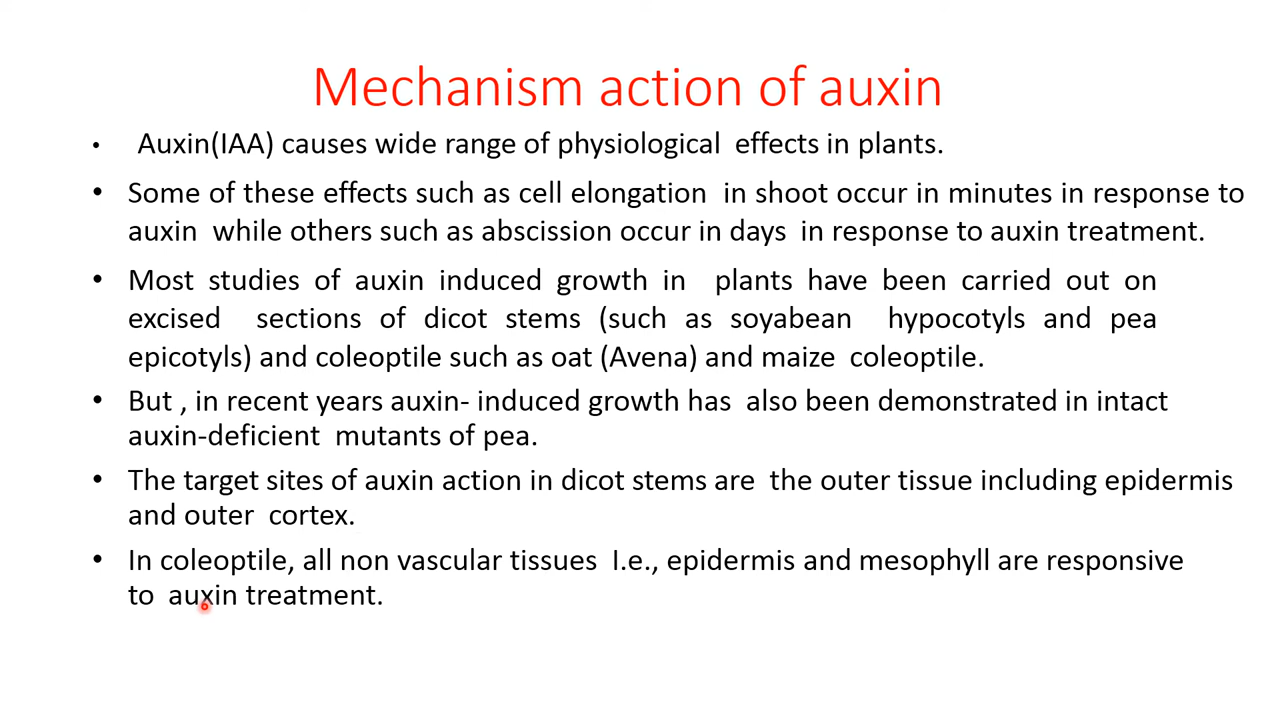 Mechanism action of auxin
• Auxin(IAA) causes wide range of physiological effects in plants.
• Some of these effects such as cell elongation in shoot occur in minutes in response to
auxin while others such as abscission occur in days in response to auxin treatment.
• Most studies of auxin induced growth in plants have been carried out on
excised sections of dicot stems (such as soyabean hypocotyls and pea
epicotyls) and coleoptile such as oat (Avena) and maize coleoptile.
• But , in recent years auxin- induced growth has also been demonstrated in intact
auxin-deficient mutants of pea.
• The target sites of auxin action in dicot stems are the outer tissue including epidermis
and outer cortex.
• In coleoptile, all non vascular tissues I.e., epidermis and mesophyll are responsive
to auxin treatment.